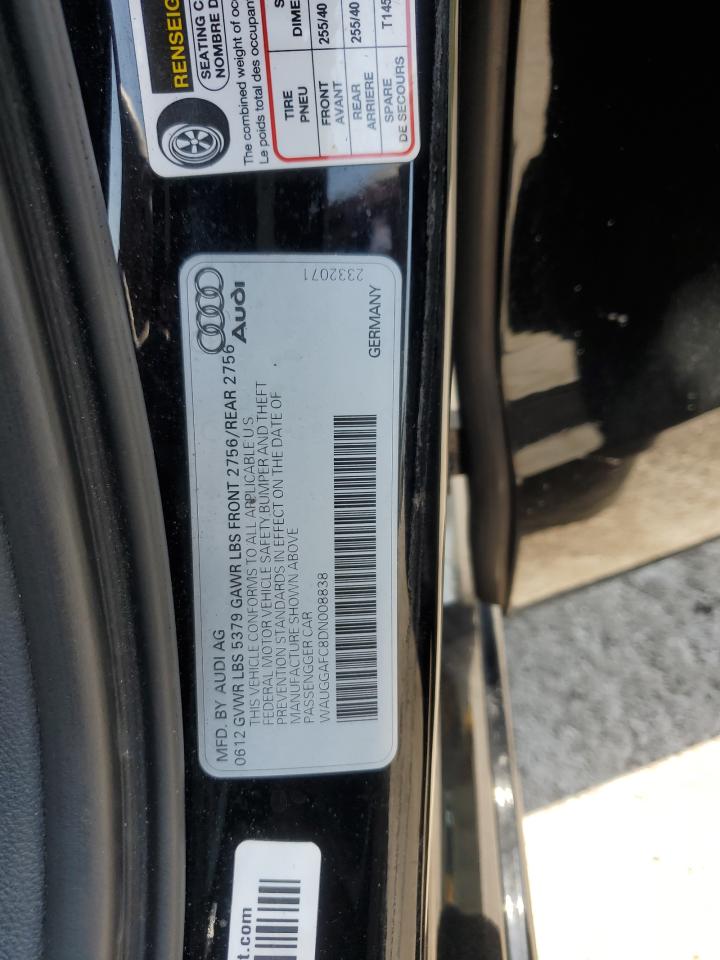 RENSEIG
SEATING C
NOMBRE D
The combined weight of occ
Le poids total des occupant
TIRE
PNEU
DIME
FRONT
AVANT
255/40
REAR
ARRIERE
255/40
SPARE
DE SECOURS
T145
Audi
2332071
MFD. BY AUDI AG
0612 GVWR LBS 5379 GAWR LBS FRONT 2756/REAR 2756
THIS VEHICLE CONFORMS TO ALL APPLICABLE U.S.
FEDERAL MOTOR VEHICLE SAFETY BUMPER AND THEFT
PREVENTION STANDARDS IN EFFECT ON THE DATE OF
MANUFACTURE SHOWN ABOVE
PASSENGGER CAR
WAUGGAFC8DN008838
GERMANY
t.com